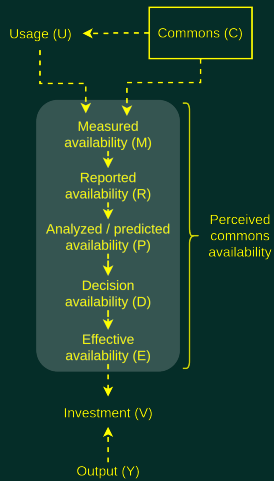 Usage (U)
Commons (C)
Measured
availability (M)
Reported
availability (R)
Analyzed / predicted
availability (P)
Decision
availability (D)
Effective
availability (E)
Perceived
commons
availability
Investment (V)
Output (Y)